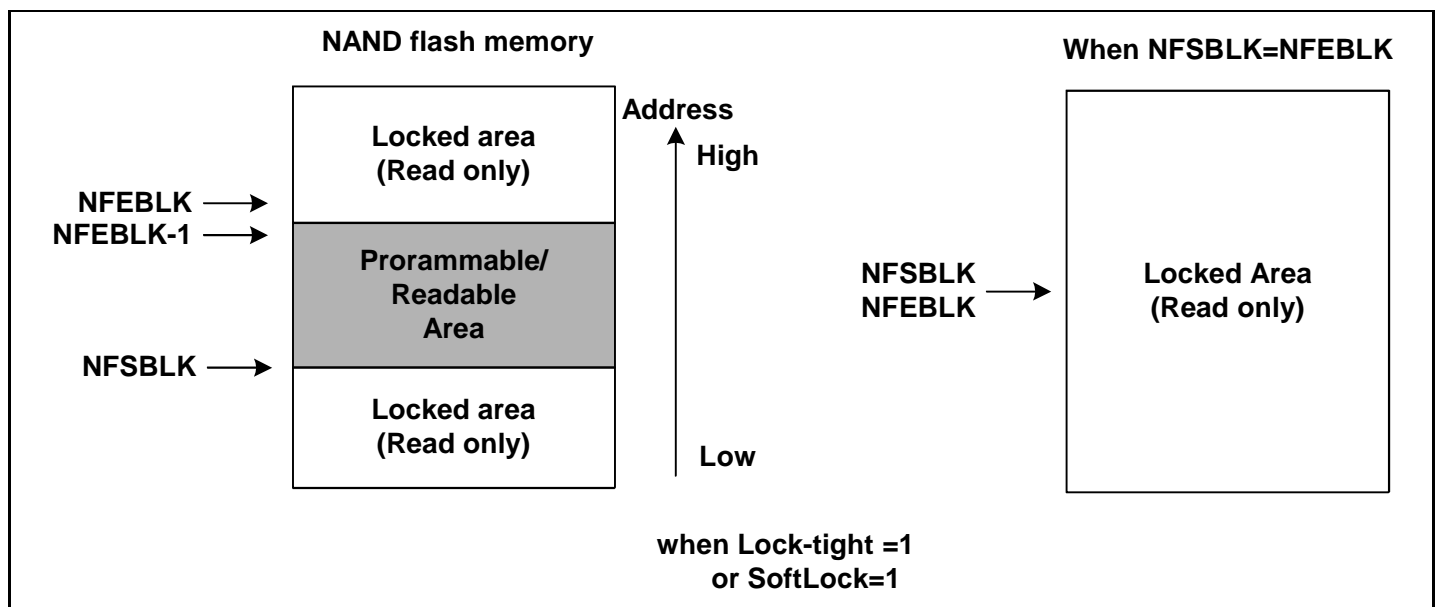 NAND flash memory
Locked area
(Read only)
Address
High
NFEBLK
NFEBLK-1
Prorammable/
Readable
Area
NFSBLK
Locked area
(Read only)
Low
when Lock-tight =1
or SoftLock=1
When NFSBLK=NFEBLK
NFSBLK
NFEBLK
Locked Area
(Read only)